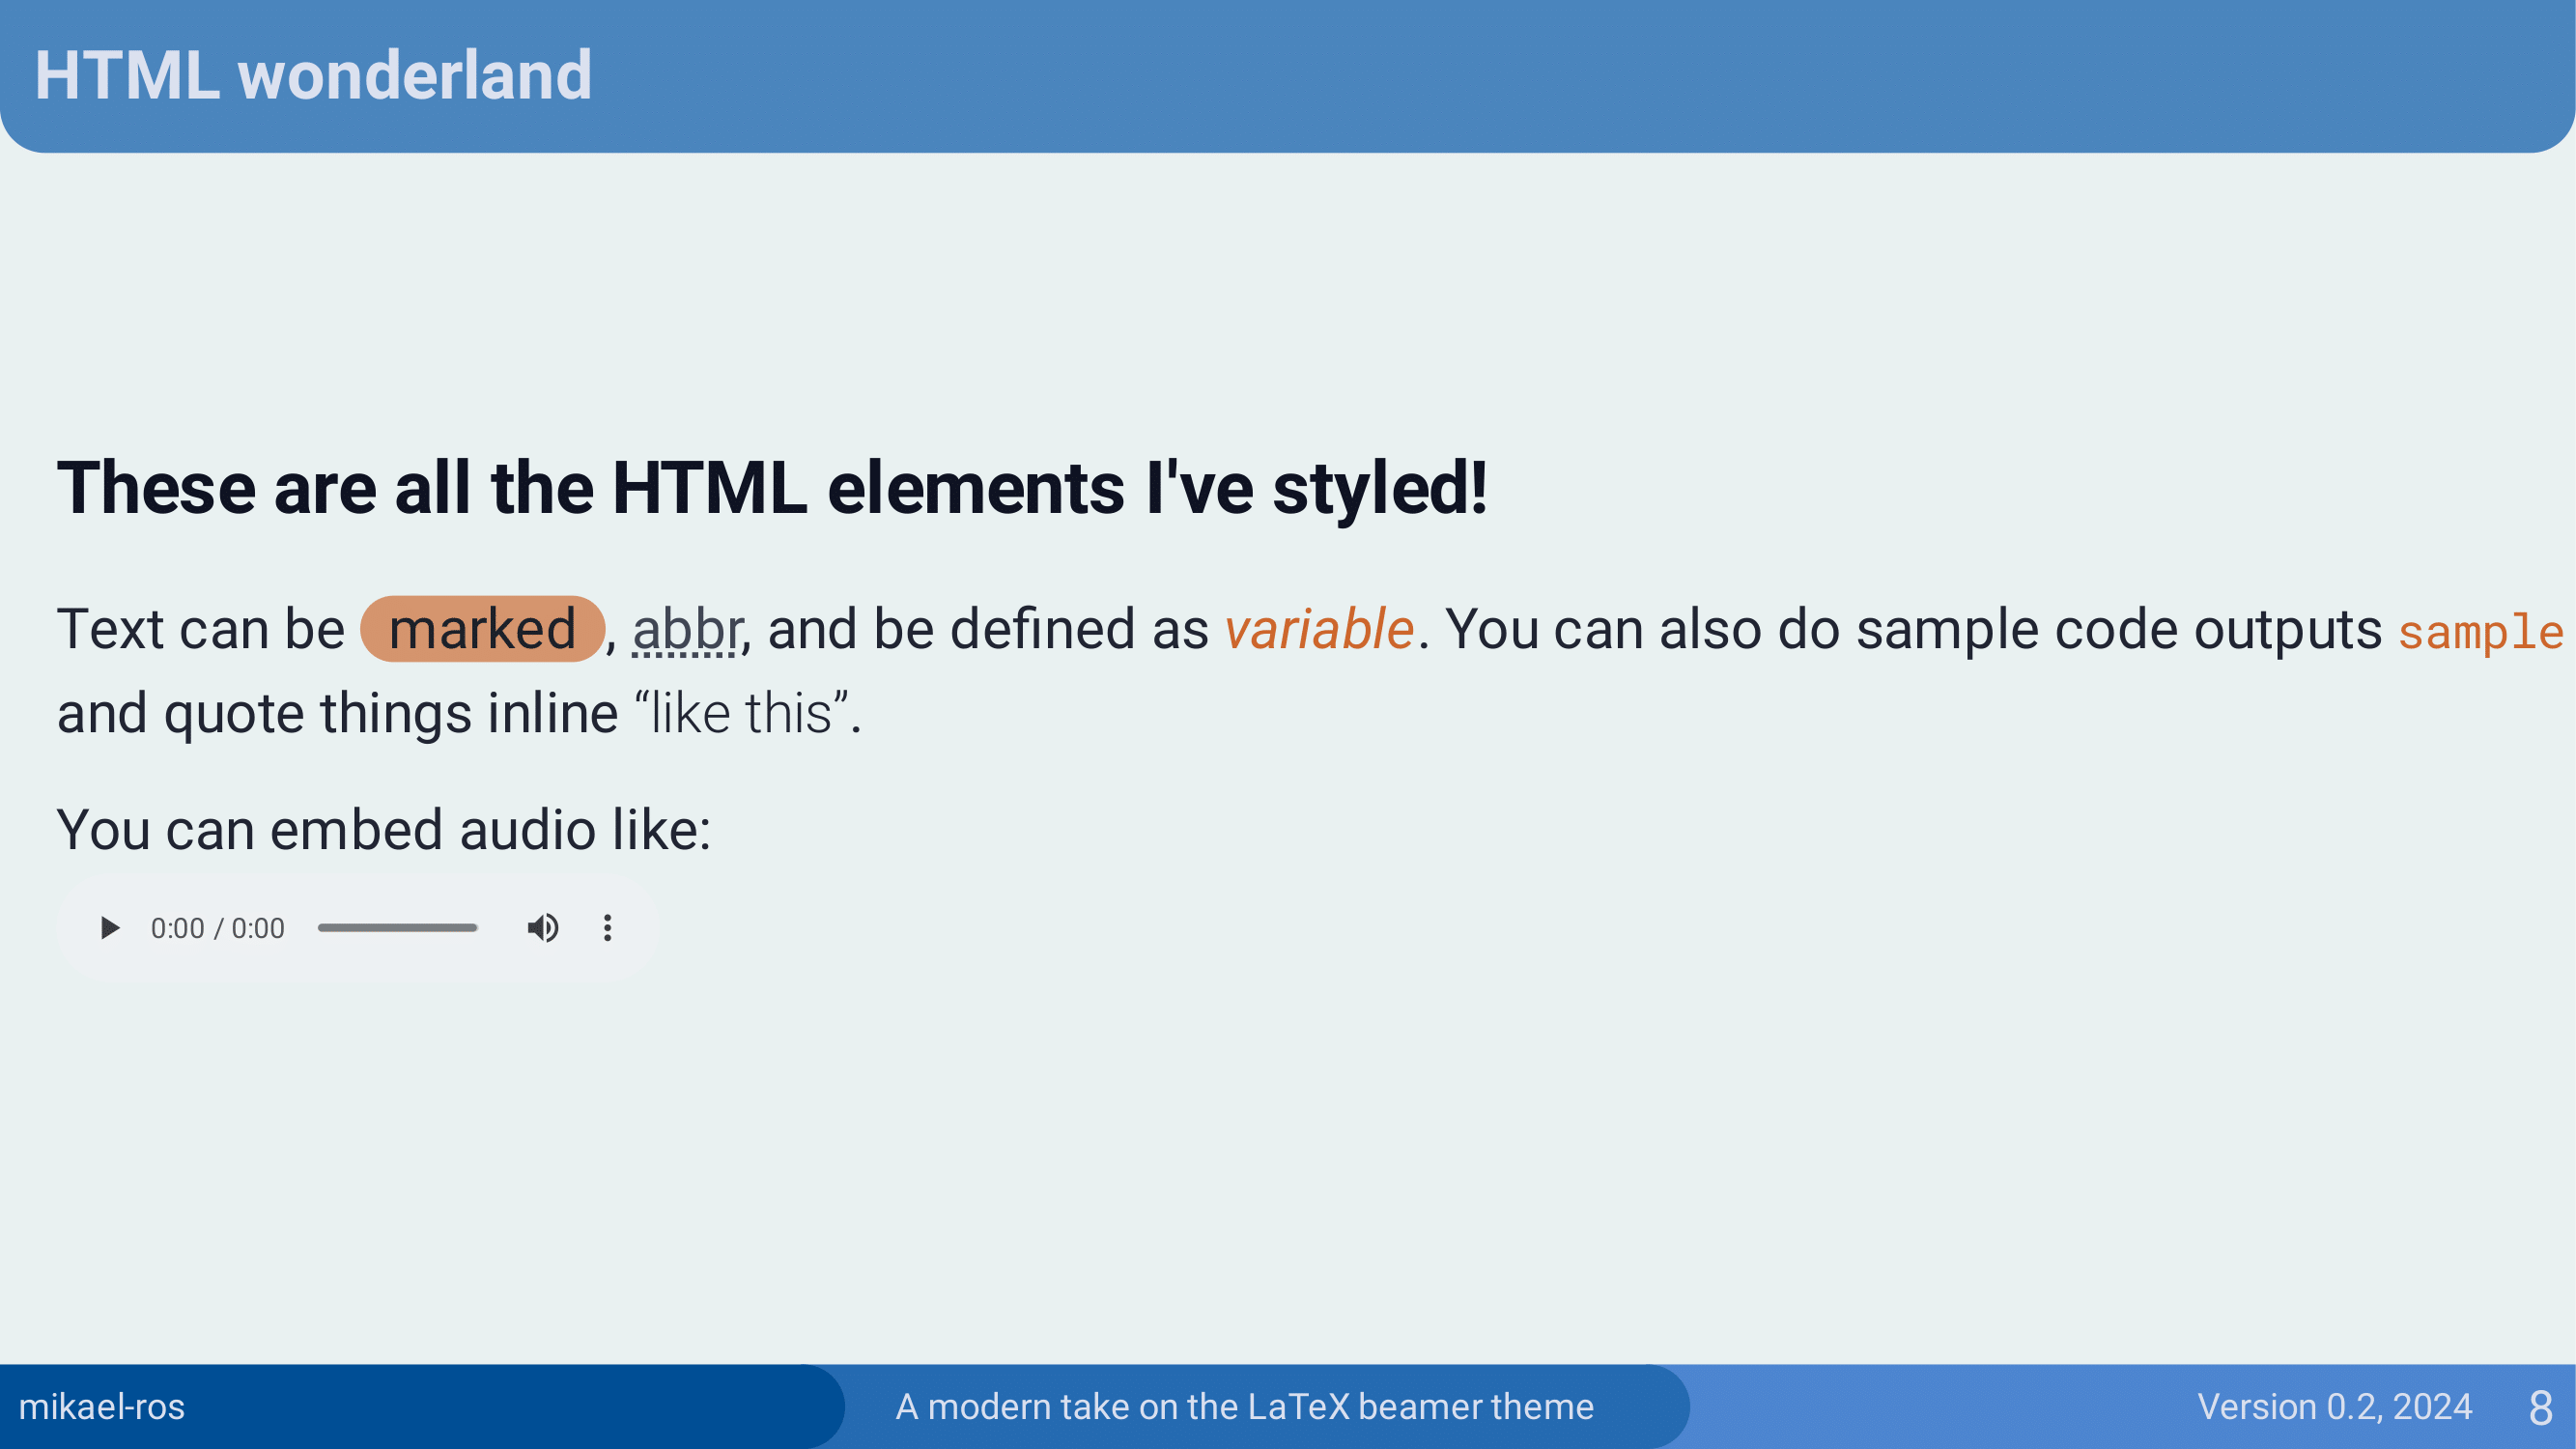 HTML wonderland
These are all the HTML elements I've styled!
Text can be marked, abbr, and be defined as variable. You can also do sample code outputs sample
and quote things inline “like this”.
You can embed audio like:
0:00 / 0:00
mikael-ros
A modern take on the LaTeX beamer theme
Version 0.2, 2024
8